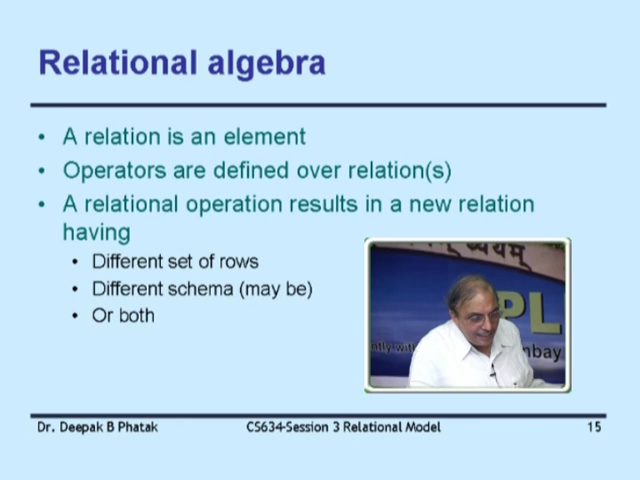 Relational algebra
• A relation is an element
• Operators are defined over relation(s)
• A relational operation results in a new relation
having
• Different set of rows
• Different schema (may be)
• Or both
PL
Dr. Deepak B Phatak CS634-Session 3 Relational Model 15